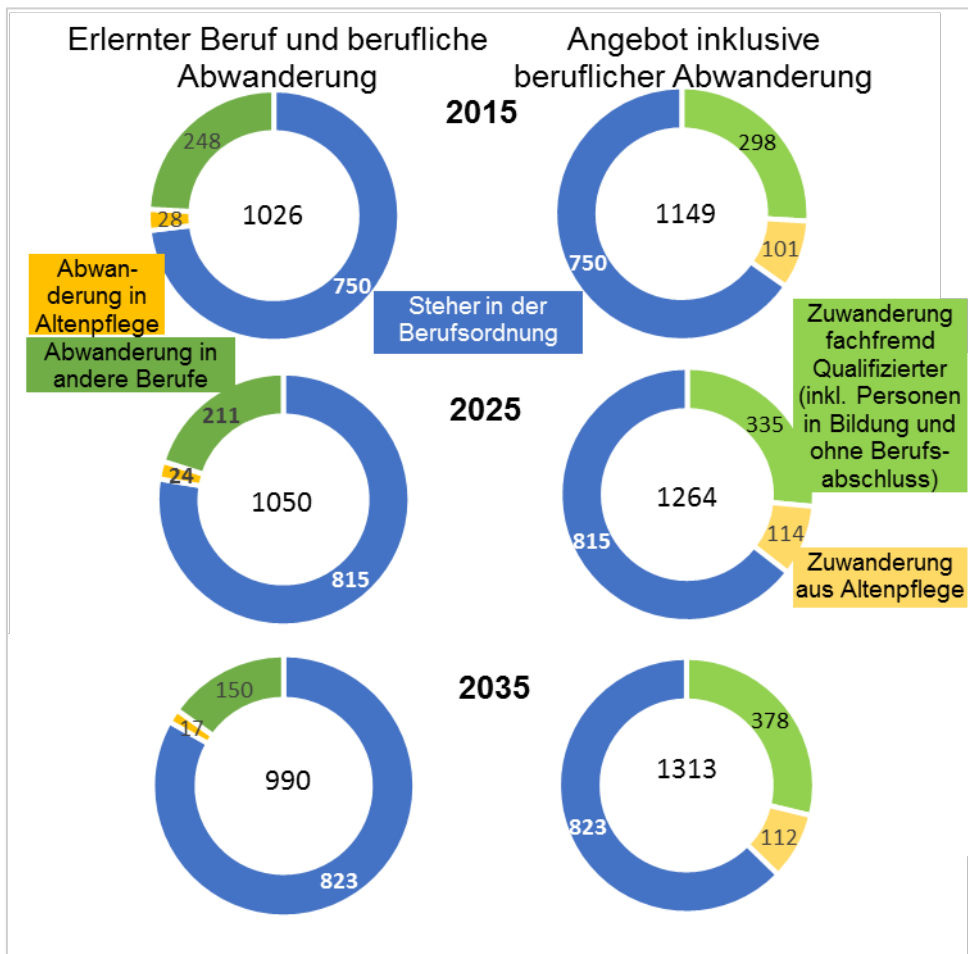 Erlernter Beruf und berufliche
Abwanderung
Angebot inklusive
beruflicher Abwanderung
2015
248
28
1026
750
298
101
1149
750
Abwan-
derung in
Altenpflege
Abwanderung in
andere Berufe
Steher in der
Berufsordnung
Zuwanderung
fachfremd
Qualifizierter
(inkl. Personen
in Bildung und
ohne Berufs-
abschluss)
2025
211
24
1050
815
335
114
1264
815
Zuwanderung
aus Altenpflege
2035
150
17
990
823
378
112
1313
823